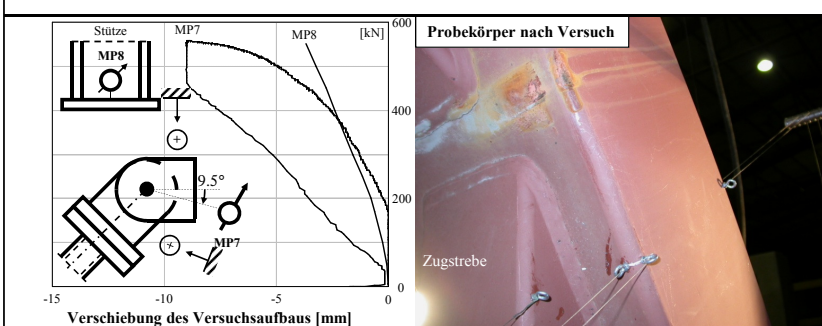 Stütze
MP8
MP7
MP8
[kN]
600
400
200
0
9.5°
MP7
-15
-10
-5
0
Verschiebung des Versuchsaufbaus [mm]
Probekörper nach Versuch
Zugstrebe